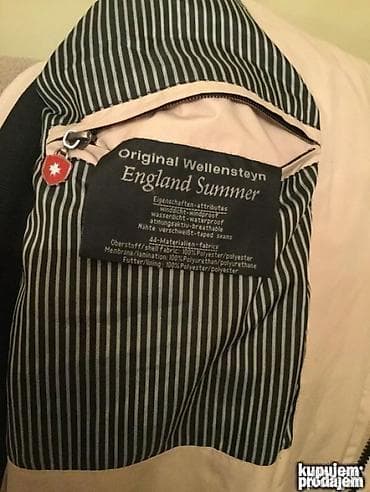 Original Wellensteyn
England Summer
Eigenschaften-attributes
winddicht-windproof
wasserdicht-waterproof
atmungsaktiv-breathable
Nähte verschweißt-taped seams
44-Materialien-fabrics
Oberstoff/shell fabric: 100% Polyester/polyester
Membrane/lamination: 100% Polyurethan/polyurethane
Futter/lining: 100% Polyester/polyester
kupujem
prodajem